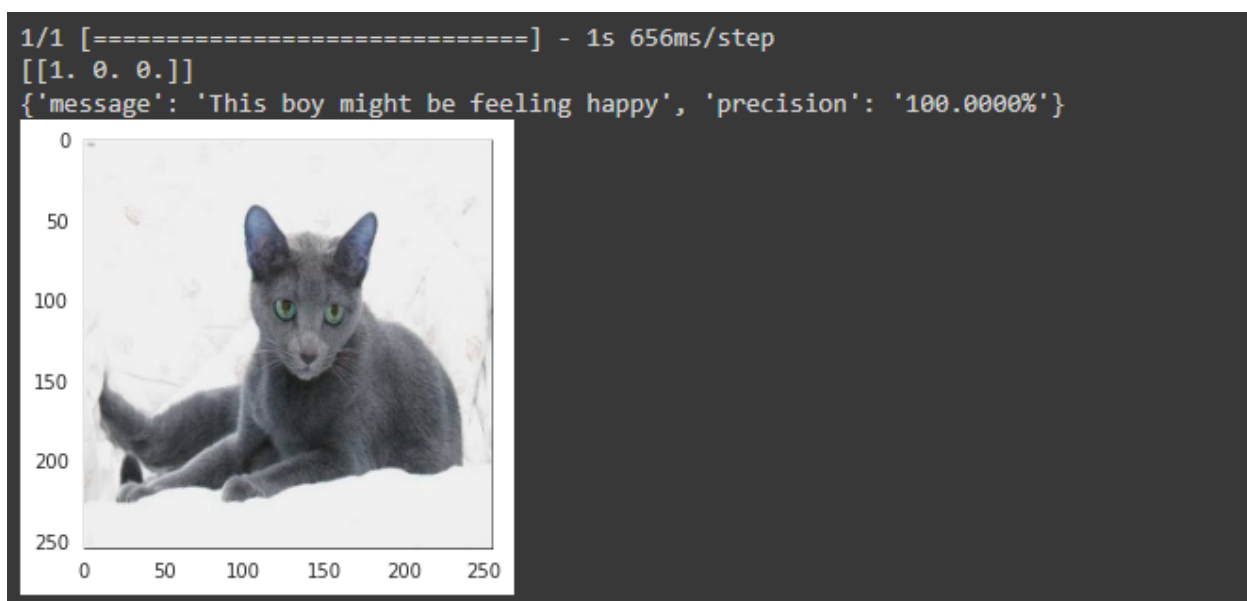 1/1 [==============================] - 1s 656ms/step
[[1. 0. 0.]]
{'message': 'This boy might be feeling happy', 'precision': '100.0000%'}
0
50
100
150
200
250
0 50 100 150 200 250